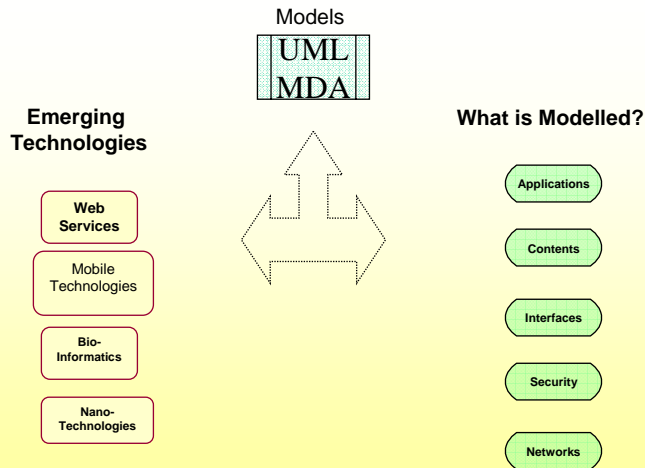 Models
UML
MDA
Emerging
Technologies
Web
Services
Mobile
Technologies
Bio-
Informatics
Nano-
Technologies
What is Modelled?
Applications
Contents
Interfaces
Security
Networks